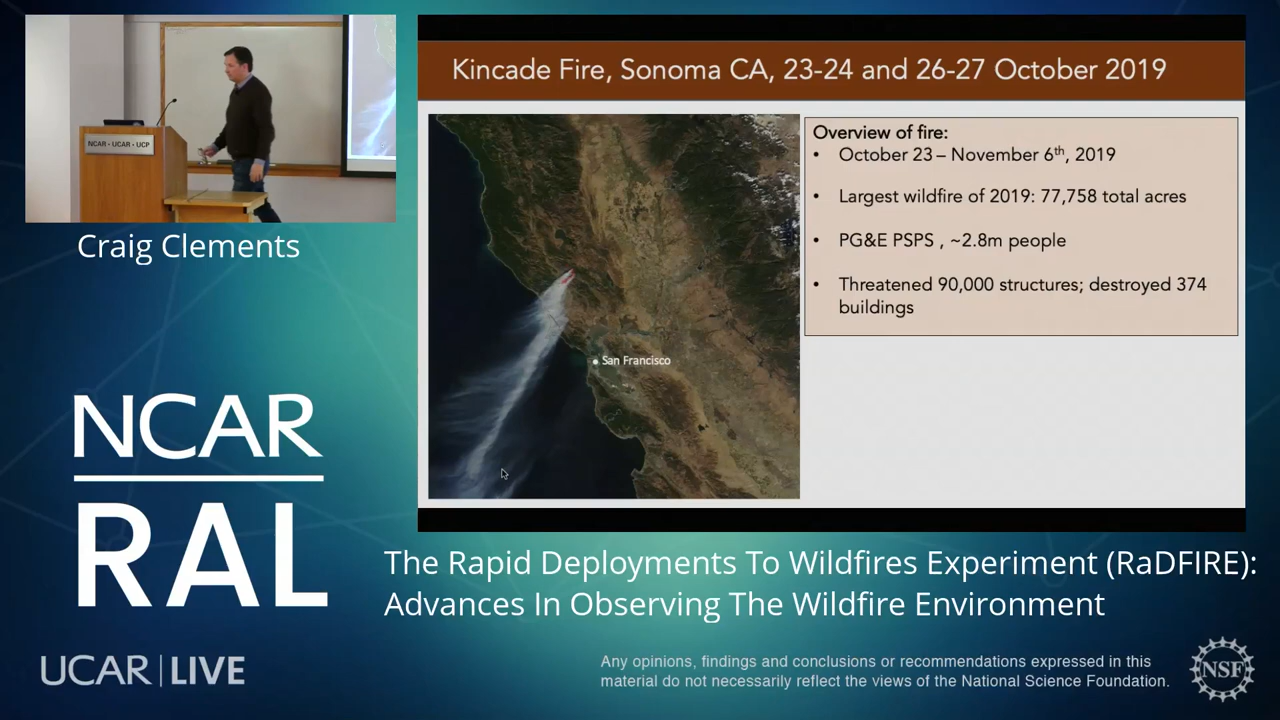 NCAR • UCAR • UCP
Craig Clements
Kincade Fire, Sonoma CA, 23-24 and 26-27 October 2019
San Francisco
Overview of fire:
• October 23 – November 6th, 2019
• Largest wildfire of 2019: 77,758 total acres
• PG&E PSPS , ~2.8m people
• Threatened 90,000 structures; destroyed 374
buildings
NCAR
RAL
The Rapid Deployments To Wildfires Experiment (RaDFIRE):
Advances In Observing The Wildfire Environment
UCAR | LIVE
Any opinions, findings and conclusions or recommendations expressed in this
material do not necessarily reflect the views of the National Science Foundation.
NSF